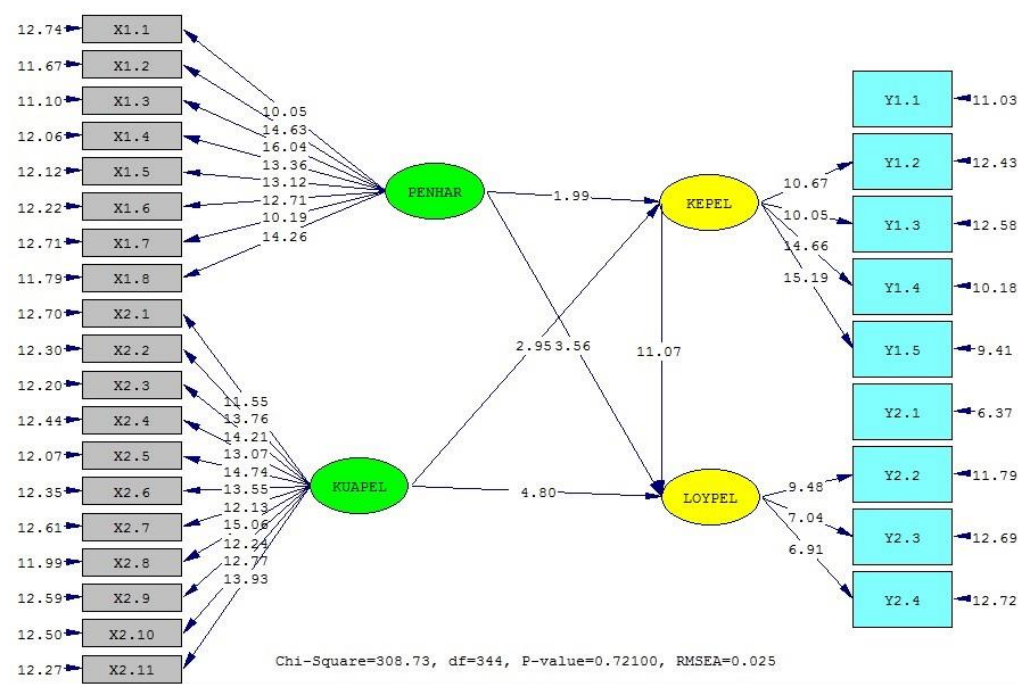 12.74 X1.1
11.67 X1.2
11.10 X1.3
12.06 X1.4
12.12 X1.5
12.22 X1.6
12.71 X1.7
11.79 X1.8
12.70 X2.1
12.30 X2.2
12.20 X2.3
12.44 X2.4
12.07 X2.5
12.35 X2.6
12.61 X2.7
11.99 X2.8
12.59 X2.9
12.50 X2.10
12.27 X2.11
10.05
14.63
16.04
13.36
13.12
12.71
10.19
14.26
11.55
13.76
14.21
13.07
14.74
13.55
12.13
15.06
12.24
12.77
13.93
PENHAR
KUAPEL
1.99
2.95
3.56
11.07
4.80
KEPEL
LOYPEL
10.67
10.05
14.66
15.19
9.48
7.04
6.91
Y1.1 11.03
Y1.2 12.43
Y1.3 12.58
Y1.4 10.18
Y1.5 9.41
Y2.1 6.37
Y2.2 11.79
Y2.3 12.69
Y2.4 12.72
Chi-Square=308.73, df=344, P-value=0.72100, RMSEA=0.025